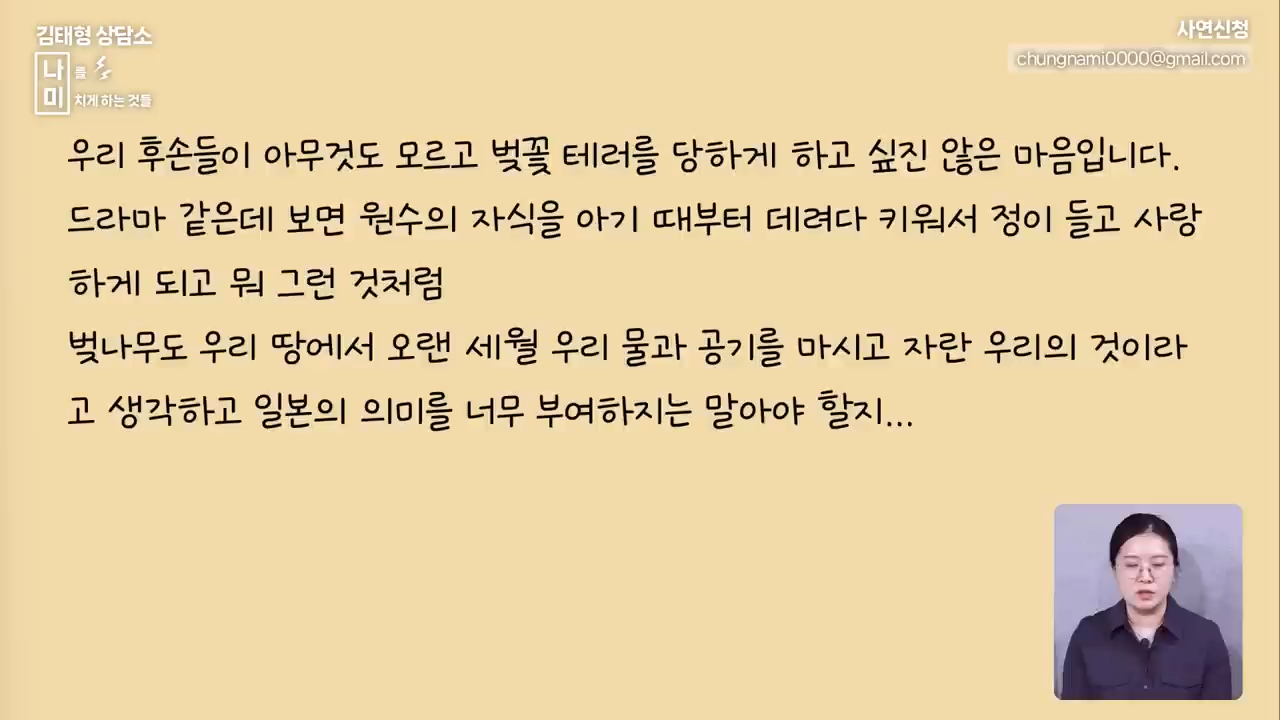 김태형 상담소
나를
미치게 하는 것들
사연신청
chungnami0000@gmail.com
우리 후손들이 아무것도 모르고 벚꽃 테러를 당하게 하고 싶진 않은 마음입니다.
드라마 같은데 보면 원수의 자식을 아기 때부터 데려다 키워서 정이 들고 사랑
하게 되고 뭐 그런 것처럼
벚나무도 우리 땅에서 오랜 세월 우리 물과 공기를 마시고 자란 우리의 것이라
고 생각하고 일본의 의미를 너무 부여하지는 말아야 할지...